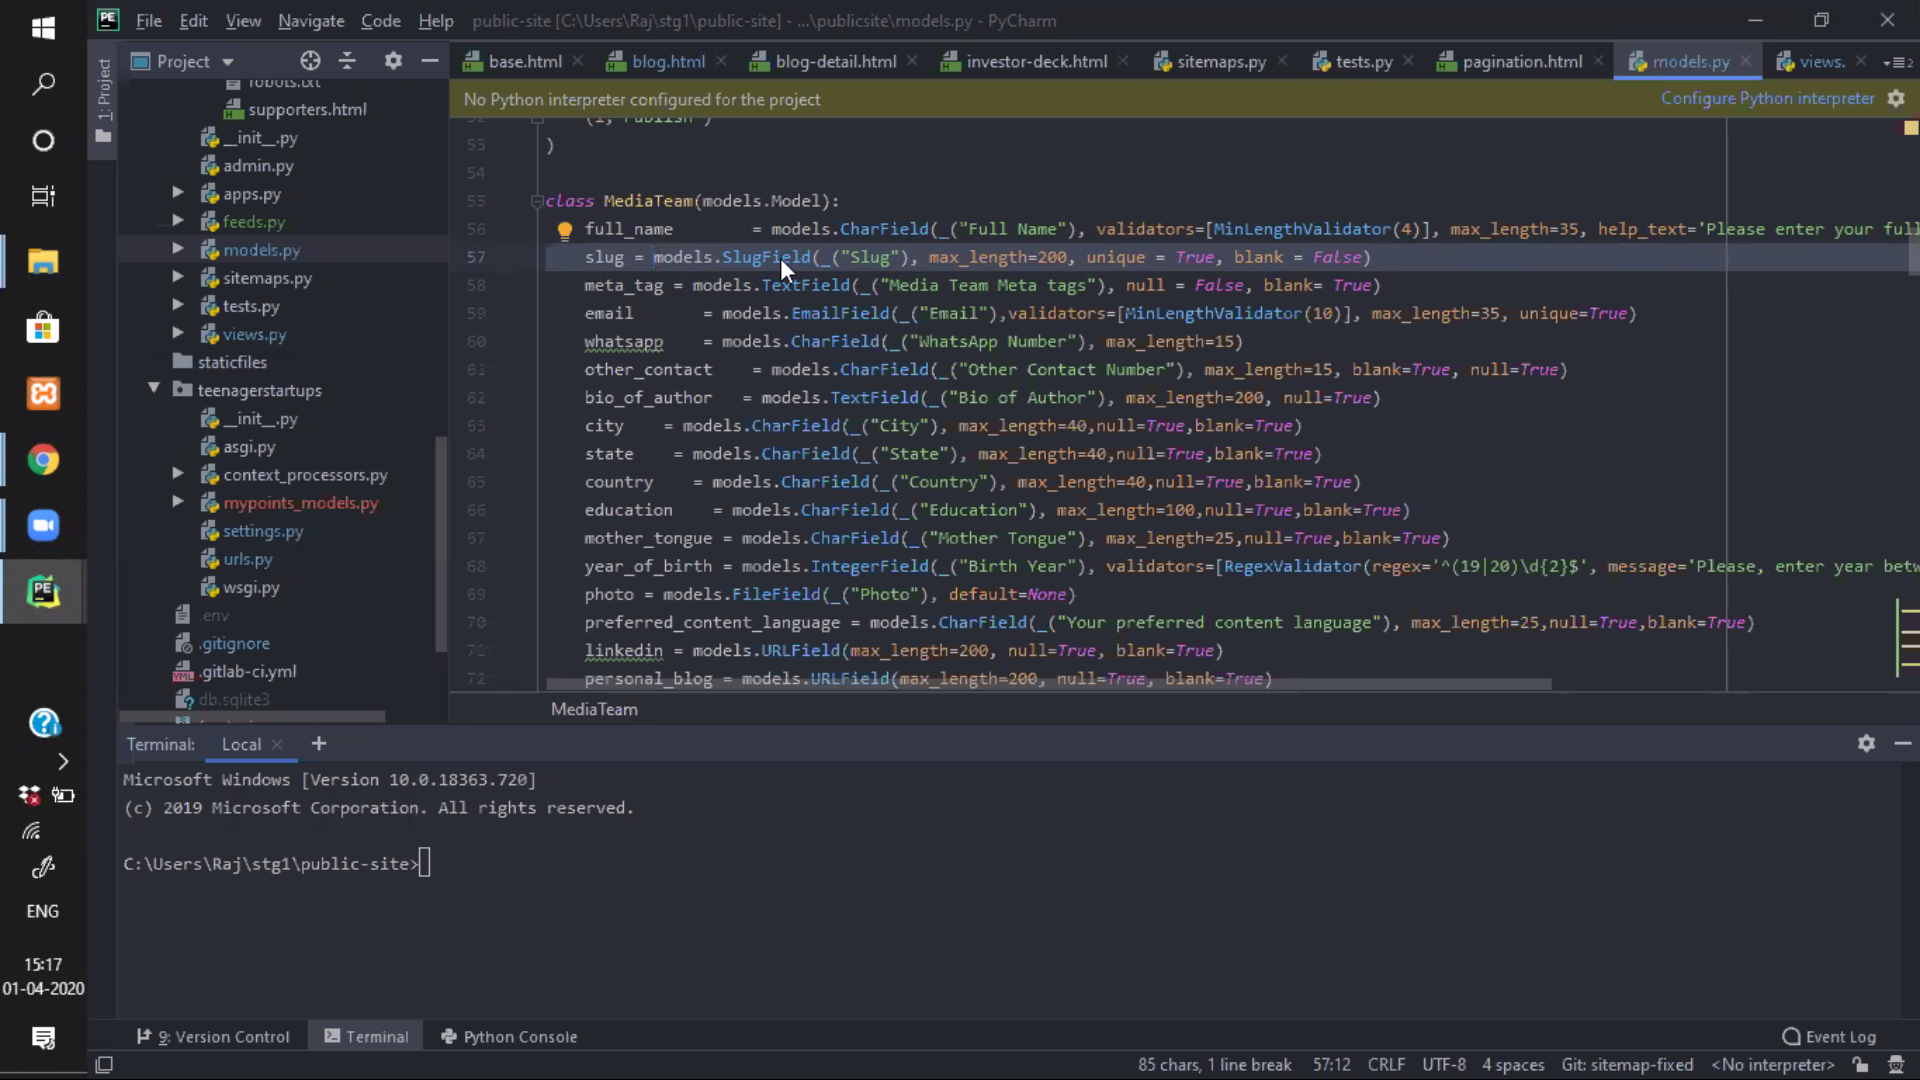 File Edit View Navigate Code Help public-site [C:\Users\Raj\stg1\public-site] - ...\publicsite\models.py - PyCharm
Project
1: Project
robots.txt
supporters.html
__init__.py
admin.py
apps.py
feeds.py
models.py
sitemaps.py
tests.py
views.py
staticfiles
teenagerstartups
__init__.py
asgi.py
context_processors.py
mypoints_models.py
settings.py
urls.py
wsgi.py
.env
.gitignore
.gitlab-ci.yml
db.sqlite3
base.html blog.html blog-detail.html investor-deck.html sitemaps.py tests.py pagination.html models.py views.
No Python interpreter configured for the project Configure Python interpreter
52 (1, "Publish")
53 )
54
55 class MediaTeam(models.Model):
56 full_name = models.CharField(_("Full Name"), validators=[MinLengthValidator(4)], max_length=35, help_text='Please enter your full
57 slug = models.SlugField(_("Slug"), max_length=200, unique = True, blank = False)
58 meta_tag = models.TextField(_("Media Team Meta tags"), null = False, blank= True)
59 email = models.EmailField(_("Email"),validators=[MinLengthValidator(10)], max_length=35, unique=True)
60 whatsapp = models.CharField(_("WhatsApp Number"), max_length=15)
61 other_contact = models.CharField(_("Other Contact Number"), max_length=15, blank=True, null=True)
62 bio_of_author = models.TextField(_("Bio of Author"), max_length=200, null=True)
63 city = models.CharField(_("City"), max_length=40,null=True,blank=True)
64 state = models.CharField(_("State"), max_length=40,null=True,blank=True)
65 country = models.CharField(_("Country"), max_length=40,null=True,blank=True)
66 education = models.CharField(_("Education"), max_length=100,null=True,blank=True)
67 mother_tongue = models.CharField(_("Mother Tongue"), max_length=25,null=True,blank=True)
68 year_of_birth = models.IntegerField(_("Birth Year"), validators=[RegexValidator(regex='^(19|20)\d{2}$', message='Please, enter year betw
69 photo = models.FileField(_("Photo"), default=None)
70 preferred_content_language = models.CharField(_("Your preferred content language"), max_length=25,null=True,blank=True)
71 linkedin = models.URLField(max_length=200, null=True, blank=True)
72 personal_blog = models.URLField(max_length=200, null=True, blank=True)
MediaTeam
Terminal: Local
Microsoft Windows [Version 10.0.18363.720]
(c) 2019 Microsoft Corporation. All rights reserved.
C:\Users\Raj\stg1\public-site>
ENG
15:17
01-04-2020
9: Version Control Terminal Python Console Event Log
85 chars, 1 line break 57:12 CRLF UTF-8 4 spaces Git: sitemap-fixed <No interpreter>